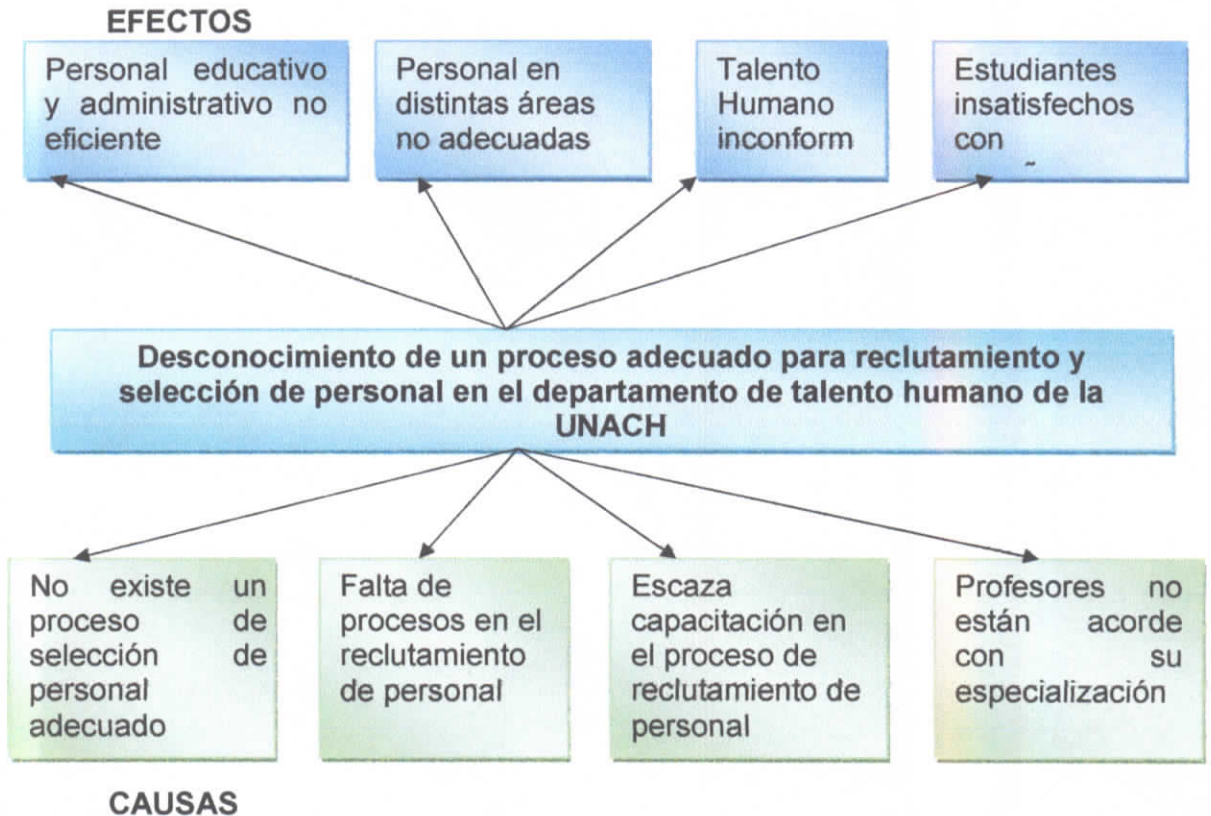 EFECTOS
Personal educativo
y administrativo no
eficiente
Personal en
distintas áreas
no adecuadas
Talento
Humano
inconform
Estudiantes
insatisfechos
con
Desconocimiento de un proceso adecuado para reclutamiento y
selección de personal en el departamento de talento humano de la
UNACH
No existe un
proceso de
selección de
personal
adecuado
Falta de
procesos en el
reclutamiento
de personal
Escaza
capacitación en
el proceso de
reclutamiento de
personal
Profesores no
están acorde
con su
especialización
CAUSAS